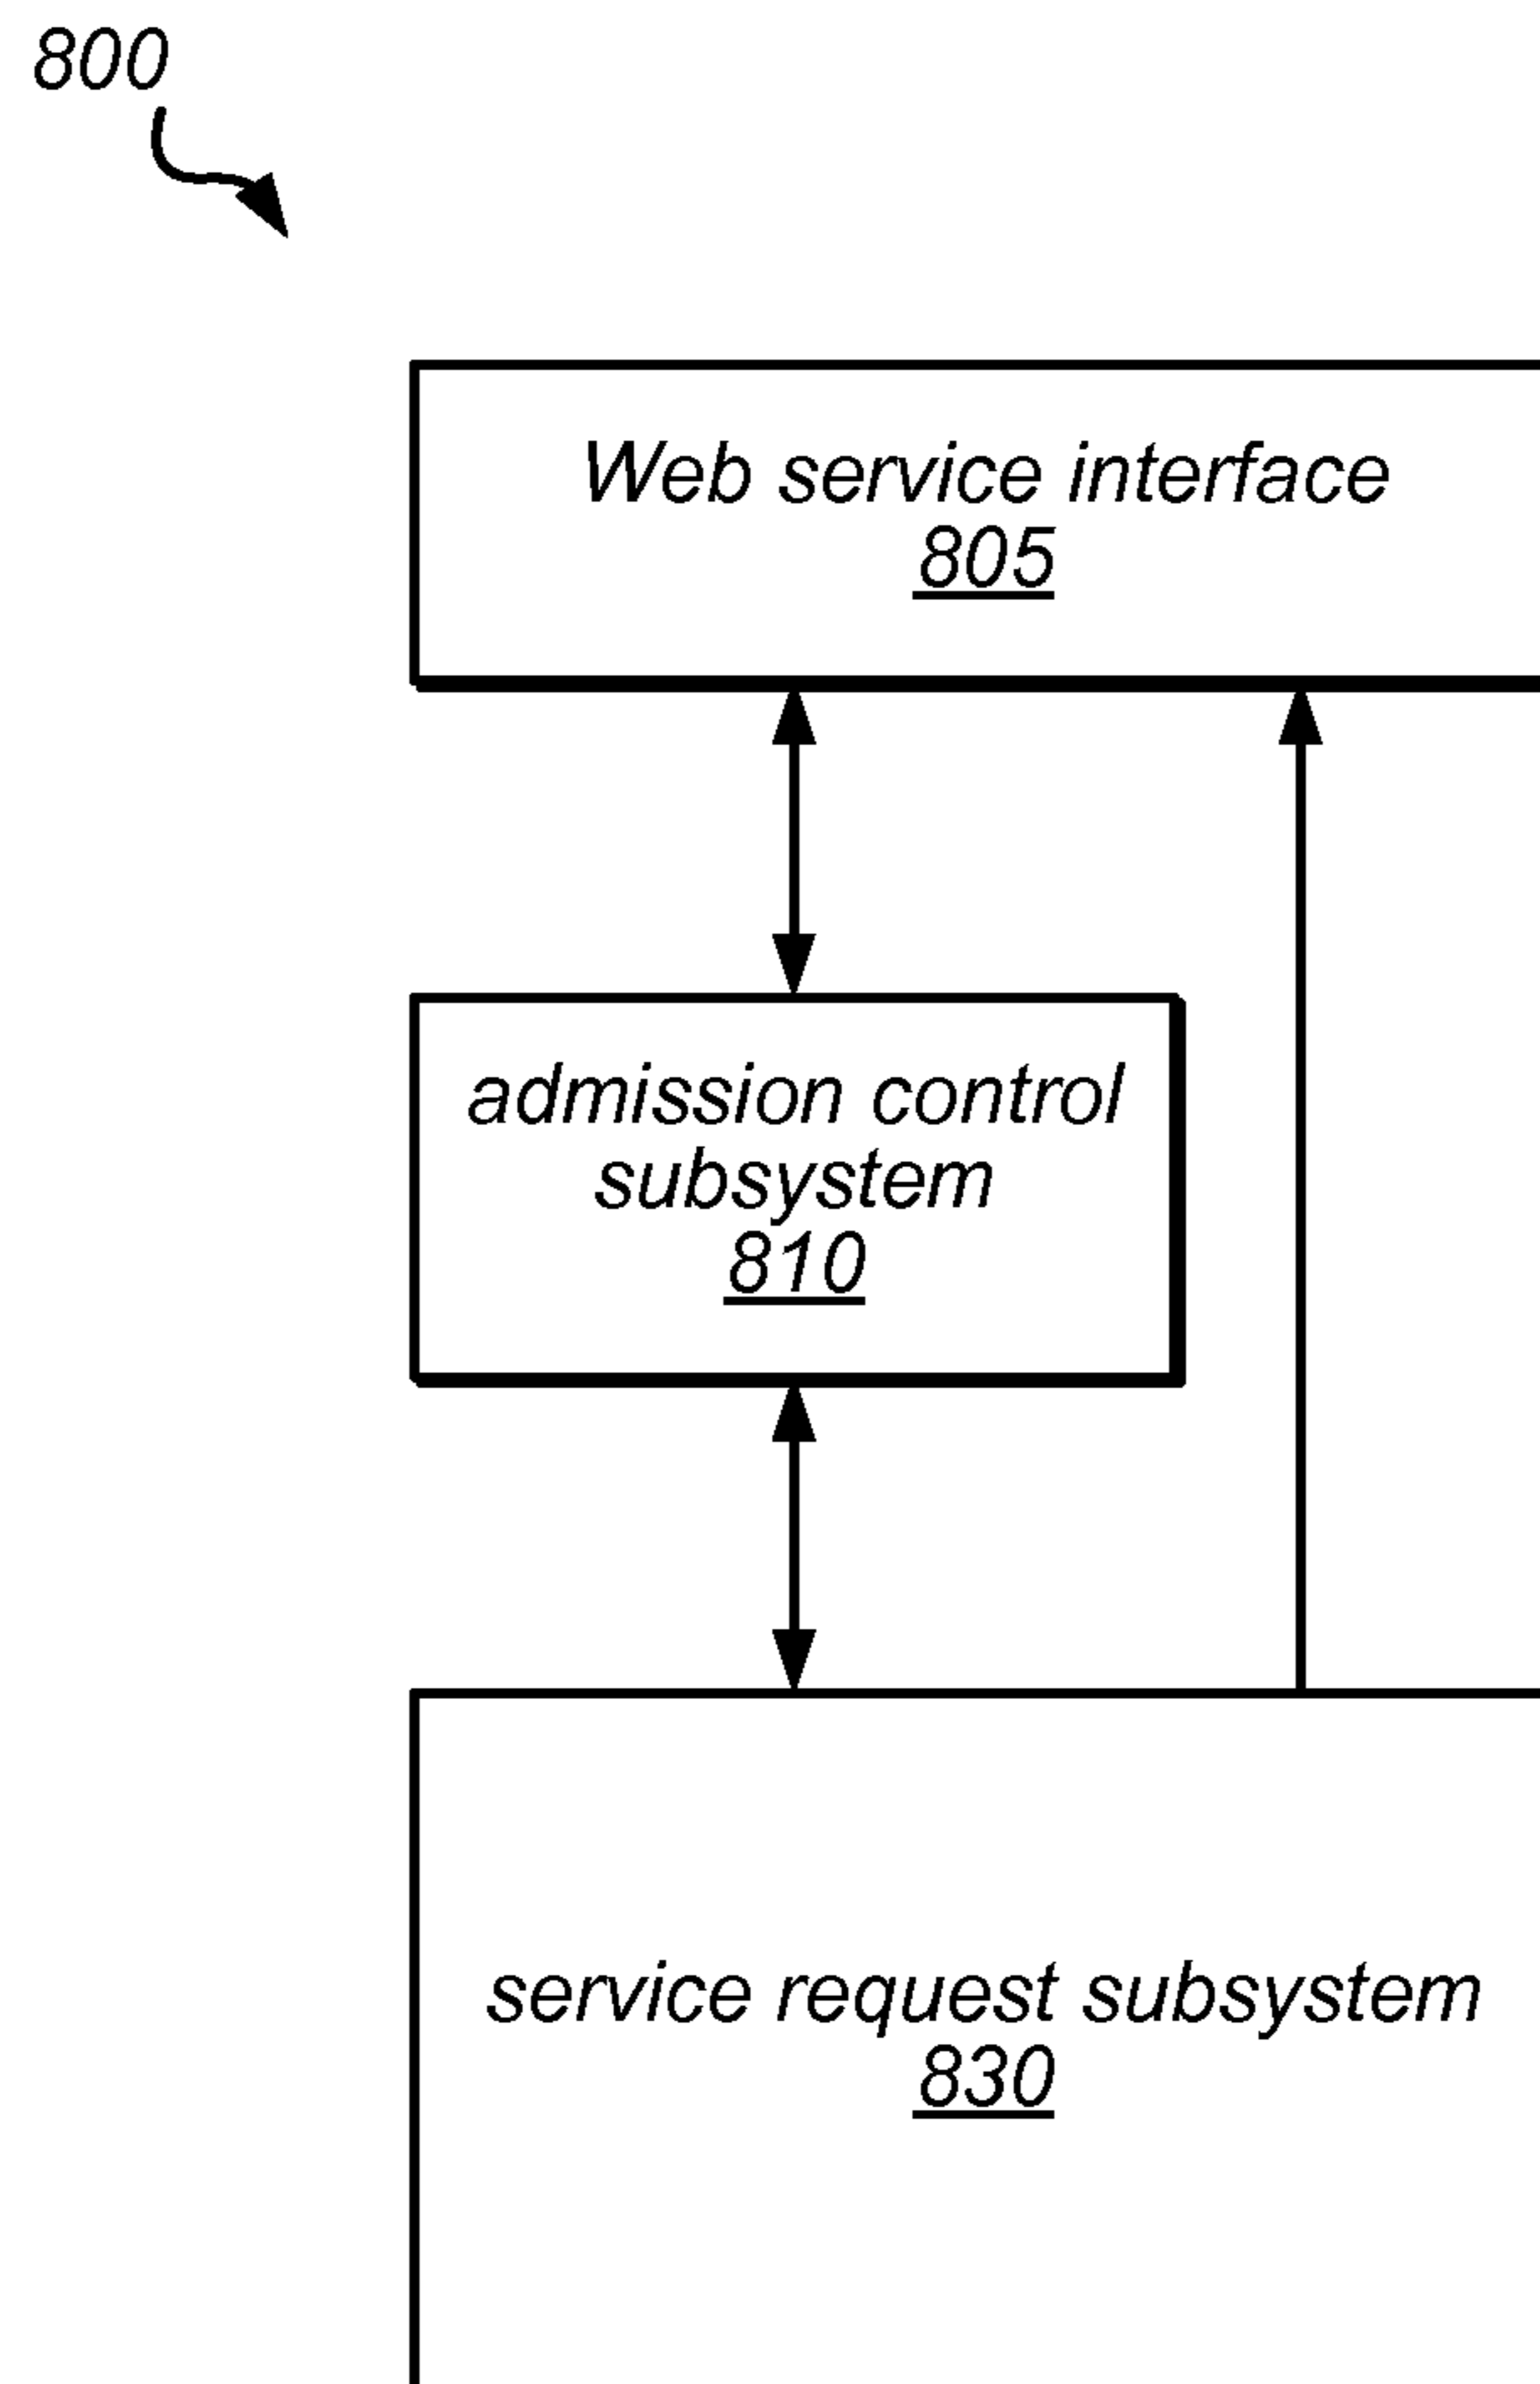 800
Web service interface
805
admission control
subsystem
810
service request subsystem
830